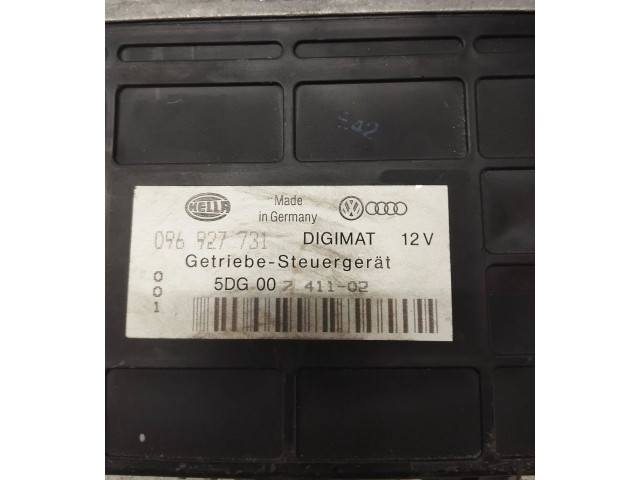 HELLA
Made
in Germany
096 927 731 DIGIMAT 12 V
Getriebe-Steuergerät
5DG 007 411-02
001